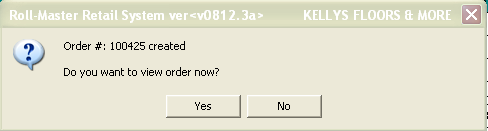 Roll-Master Retail System ver<v0812.3a> KELLYS FLOORS & MORE
Order #: 100425 created
Do you want to view order now?
Yes No